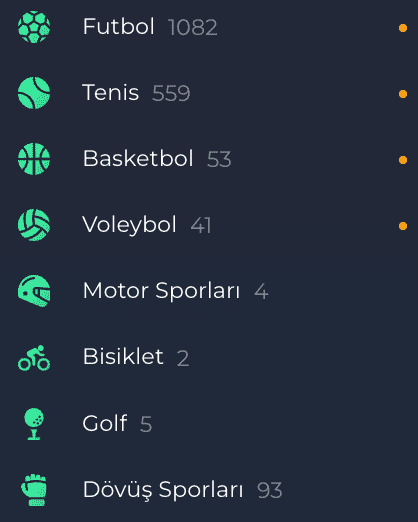 Futbol 1082
Tenis 559
Basketbol 53
Voleybol 41
Motor Sporları 4
Bisiklet 2
Golf 5
Dövüş Sporları 93